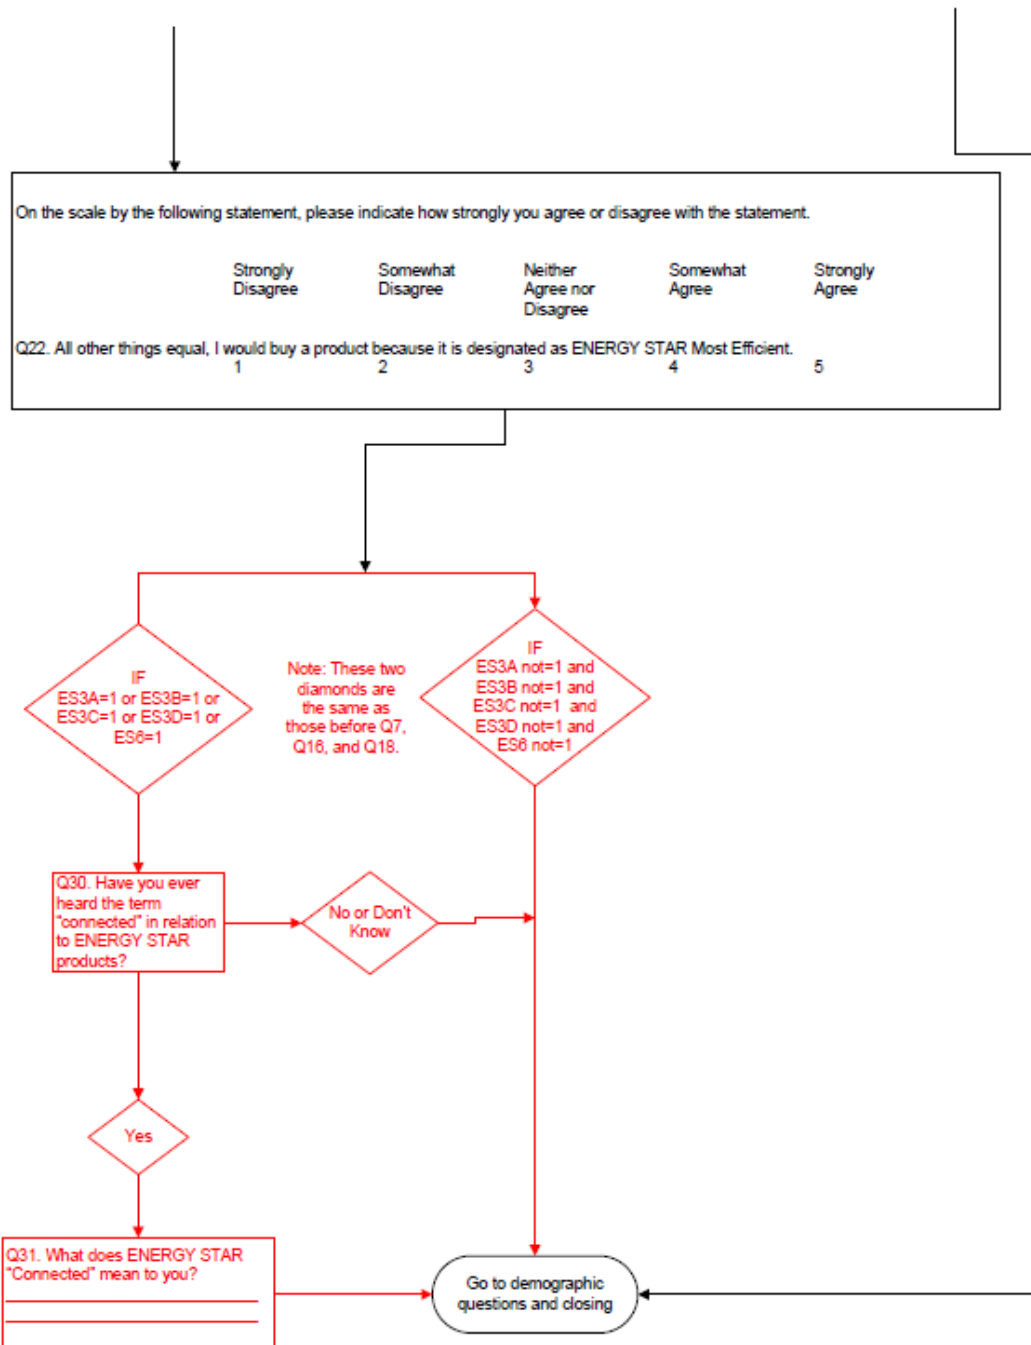 On the scale by the following statement, please indicate how strongly you agree or disagree with the statement.
Strongly Disagree
Somewhat Disagree
Neither Agree nor Disagree
Somewhat Agree
Strongly Agree
Q22. All other things equal, I would buy a product because it is designated as ENERGY STAR Most Efficient.
1 2 3 4 5
IF
ES3A=1 or ES3B=1 or
ES3C=1 or ES3D=1 or
ES6=1
Note: These two
diamonds are
the same as
those before Q7,
Q16, and Q18.
IF
ES3A not=1 and
ES3B not=1 and
ES3C not=1 and
ES3D not=1 and
ES6 not=1
Q30. Have you ever
heard the term
"connected" in relation
to ENERGY STAR
products?
No or Don't
Know
Yes
Q31. What does ENERGY STAR
"Connected" mean to you?
Go to demographic
questions and closing